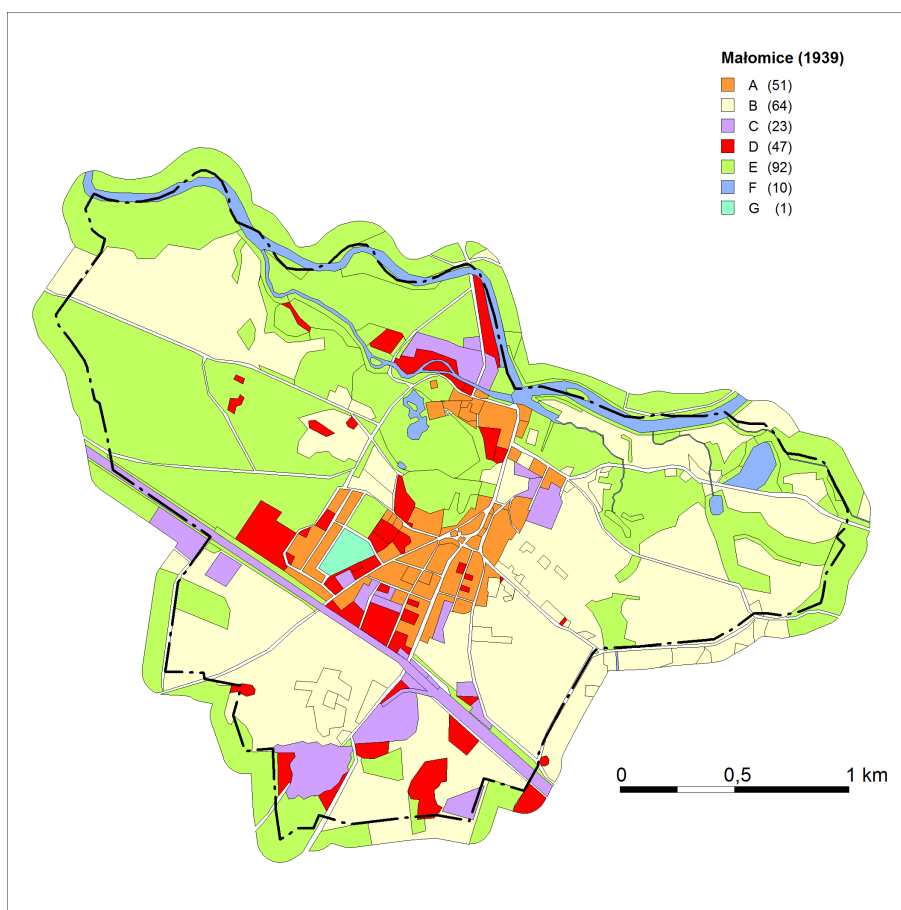 Małomice (1939)
A (51)
B (64)
C (23)
D (47)
E (92)
F (10)
G (1)
0 0,5 1 km